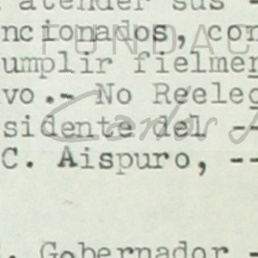 atender sus -
ncionados, con
umplir fielmen
vo.- No Reelec
sidente del --
C. Aispuro, --
. Gobernador -